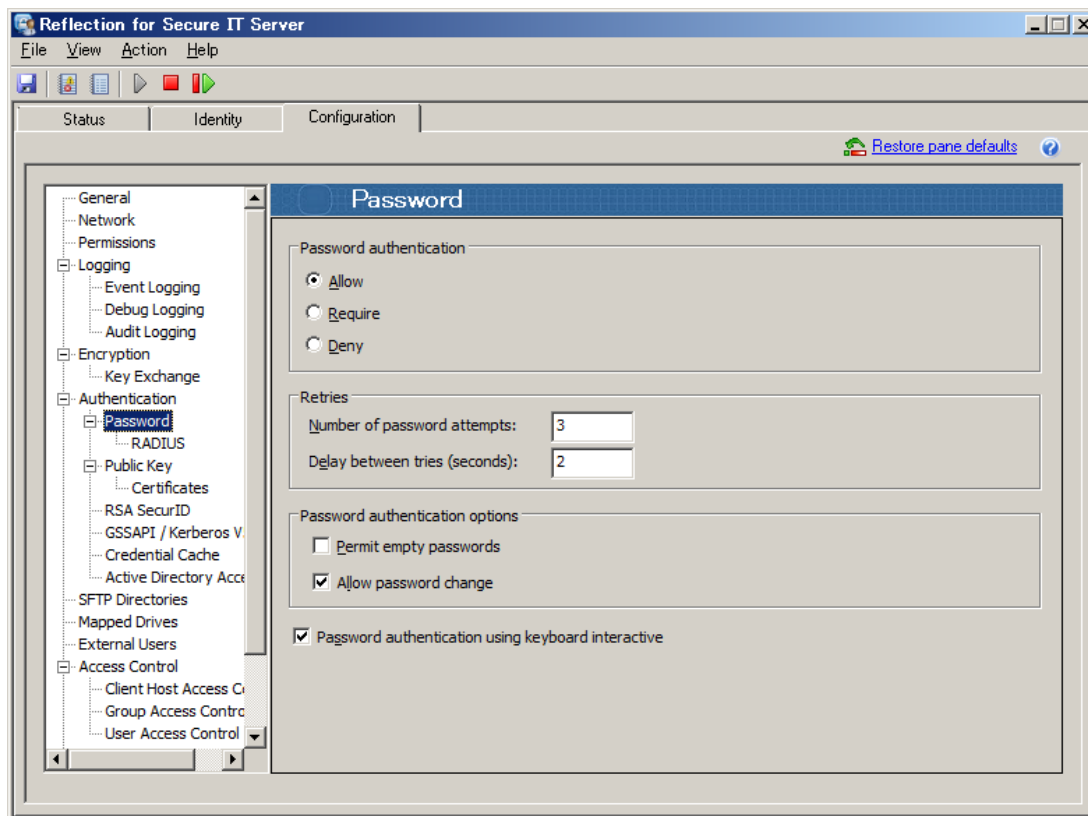 Reflection for Secure IT Server
File View Action Help
Status Identity Configuration
Restore pane defaults
General
Network
Permissions
Logging
Event Logging
Debug Logging
Audit Logging
Encryption
Key Exchange
Authentication
Password
RADIUS
Public Key
Certificates
RSA SecurID
GSSAPI / Kerberos V
Credential Cache
Active Directory Acce
SFTP Directories
Mapped Drives
External Users
Access Control
Client Host Access C
Group Access Contro
User Access Control
Password
Password authentication
Allow
Require
Deny
Retries
Number of password attempts: 3
Delay between tries (seconds): 2
Password authentication options
Permit empty passwords
Allow password change
Password authentication using keyboard interactive